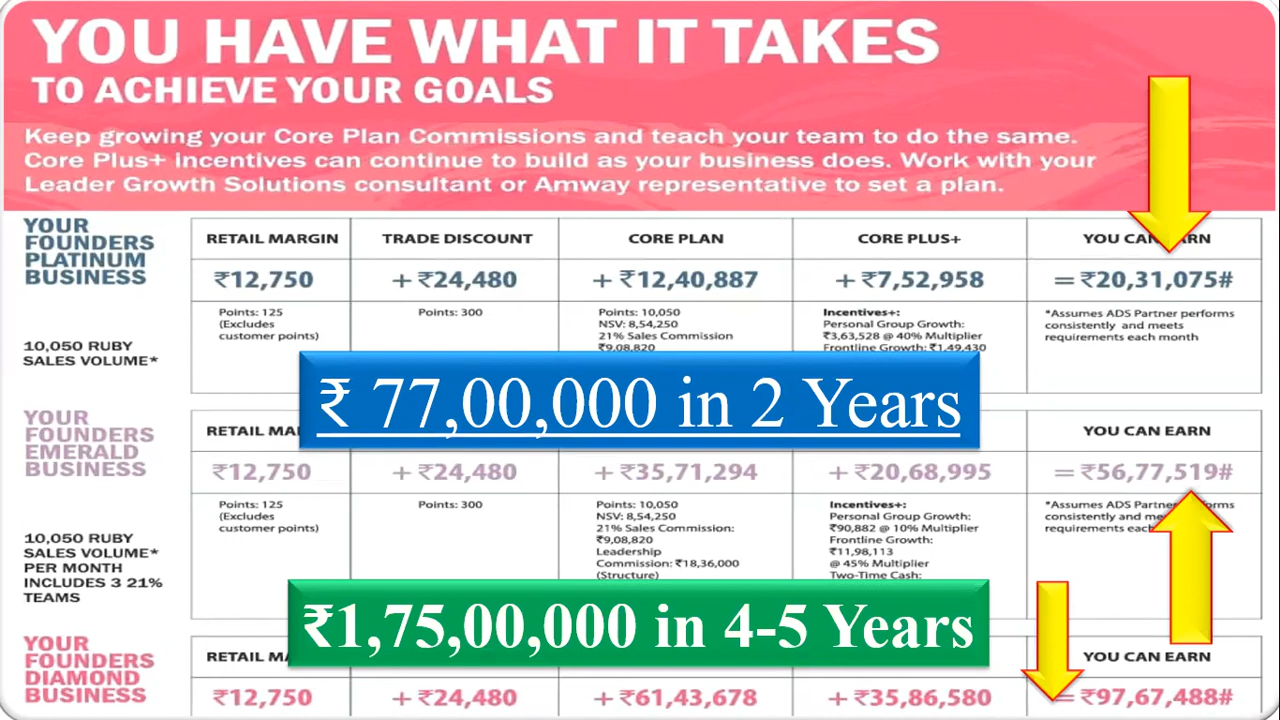 YOU HAVE WHAT IT TAKES
TO ACHIEVE YOUR GOALS
Keep growing your Core Plan Commissions and teach your team to do the same.
Core Plus+ incentives can continue to build as your business does. Work with your
Leader Growth Solutions consultant or Amway representative to set a plan.
YOUR
FOUNDERS
PLATINUM
BUSINESS
RETAIL MARGIN
TRADE DISCOUNT
CORE PLAN
CORE PLUS+
YOU CAN
₹12,750
+ ₹24,480
+ ₹12,40,887
+ ₹7,52,958
= ₹20,31,075#
10,050 RUBY
SALES VOLUME*
Points: 125
(Excludes
customer points)
Points: 300
Points: 10,050
NSV: 8,54,250
21% Sales Commission
₹9,08,820
Incentives+:
Personal Group Growth:
₹3,63,528 @ 40% Multiplier
Frontline Growth: ₹1,49,430
*Assumes ADS Partner performs
consistently and meets
requirements each month
₹ 77,00,000 in 2 Years
YOUR
FOUNDERS
EMERALD
BUSINESS
RETAIL
YOU CAN EARN
₹12,750
+ ₹24,480
+ ₹35,71,294
+ ₹20,68,995
= ₹56,77,519#
10,050 RUBY
SALES VOLUME*
PER MONTH
INCLUDES 3 21%
TEAMS
Points: 125
(Excludes
customer points)
Points: 300
Points: 10,050
NSV: 8,54,250
21% Sales Commission:
₹9,08,820
Leadership
Commission: ₹18,36,000
(Structure)
Incentives+:
Personal Group Growth:
₹90,882 @ 10% Multiplier
Frontline Growth:
₹11,98,113
@ 45% Multiplier
Two-Time Cash:
*Assumes ADS Partner
consistently and
requirements
₹1,75,00,000 in 4-5 Years
YOUR
FOUNDERS
DIAMOND
BUSINESS
RETAIL
YOU CAN EARN
₹12,750
+ ₹24,480
+ ₹61,43,678
+ ₹35,86,580
= ₹97,67,488#